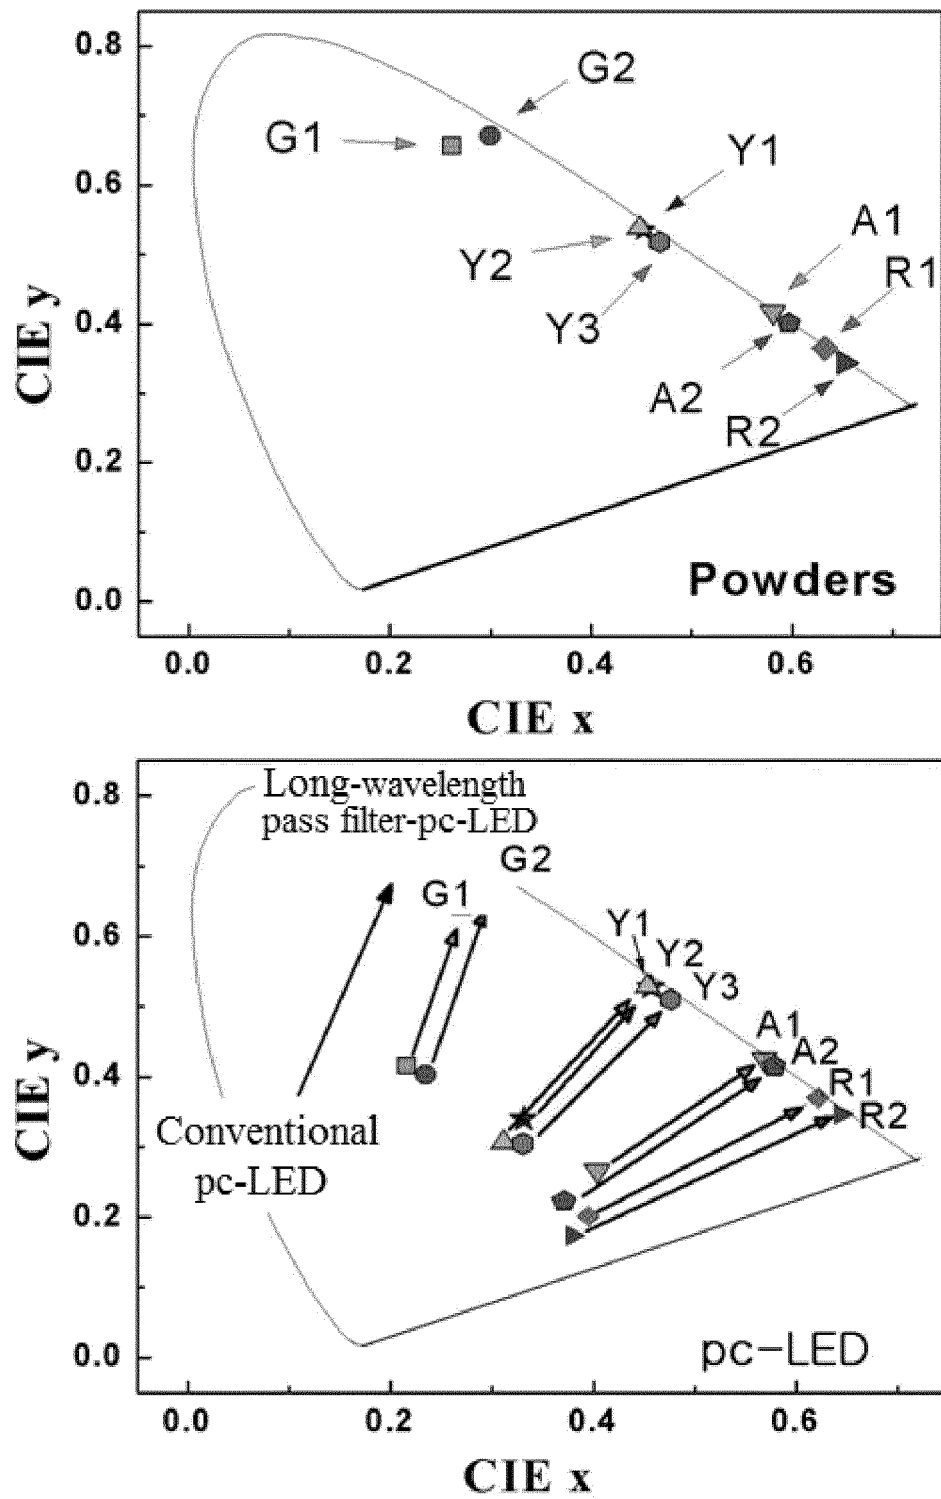 0.8
G2
G1
Y1
0.6
A1
Y2
R1
Y3
0.4
CIE y
A2
R2
0.2
Powders
0.0
0.0 0.2 0.4 0.6
CIE x
0.8
Long-wavelength
pass filter-pc-LED
G2
G1
Y1
0.6
Y2
Y3
A1
A2
0.4
R1
CIE y
R2
Conventional
pc-LED
0.2
0.0
pc-LED
0.0 0.2 0.4 0.6
CIE x